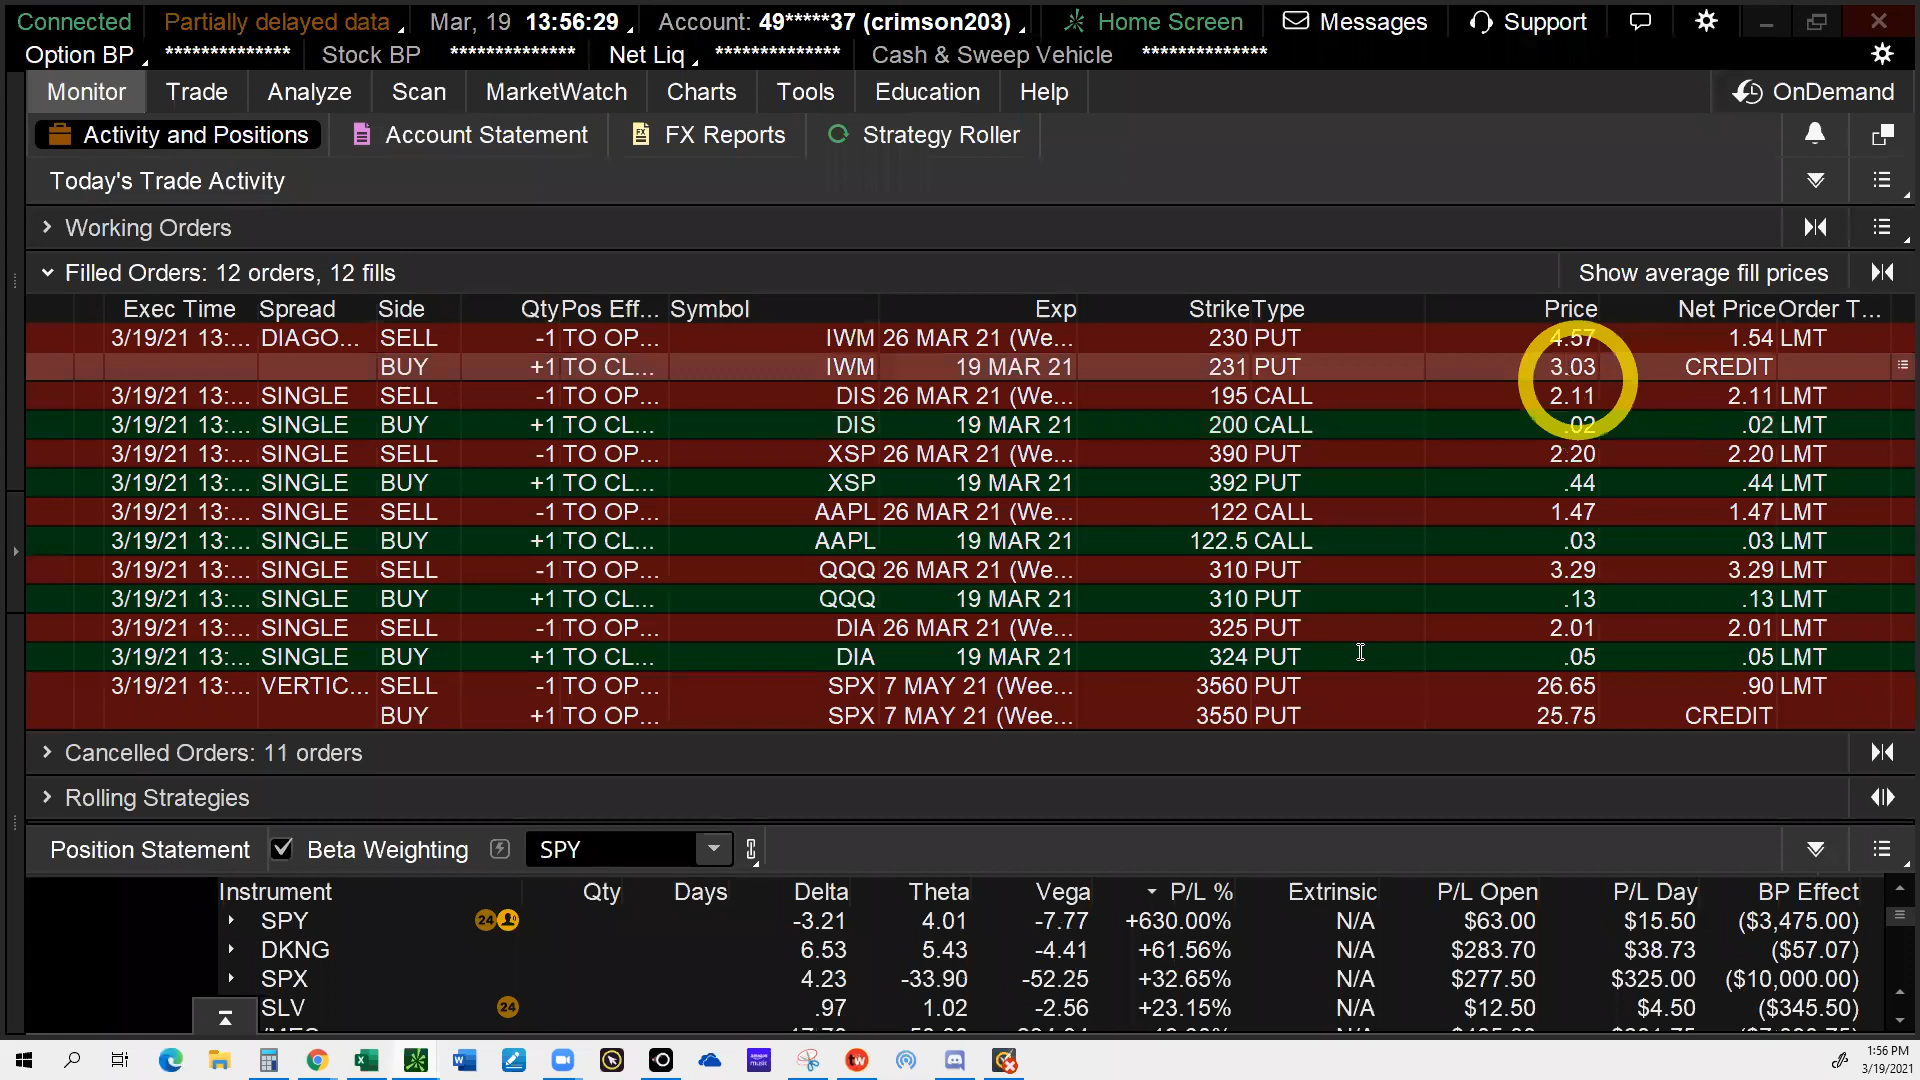 Connected Partially delayed data Mar, 19 13:56:29 Account: 49*****37 (crimson203) Home Screen Messages Support
Option BP ************** Stock BP ************** Net Liq ************** Cash & Sweep Vehicle **************
Monitor Trade Analyze Scan MarketWatch Charts Tools Education Help OnDemand
Activity and Positions Account Statement FX Reports Strategy Roller
Today's Trade Activity
Working Orders
Filled Orders: 12 orders, 12 fills Show average fill prices
Exec Time Spread Side Qty Pos Eff... Symbol Exp Strike Type Price Net Price Order T...
3/19/21 13:... DIAGO... SELL -1 TO OP... IWM 26 MAR 21 (We... 230 PUT 4.57 1.54 LMT
BUY +1 TO CL... IWM 19 MAR 21 231 PUT 3.03 CREDIT
3/19/21 13:... SINGLE SELL -1 TO OP... DIS 26 MAR 21 (We... 195 CALL 2.11 2.11 LMT
3/19/21 13:... SINGLE BUY +1 TO CL... DIS 19 MAR 21 200 CALL .02 .02 LMT
3/19/21 13:... SINGLE SELL -1 TO OP... XSP 26 MAR 21 (We... 390 PUT 2.20 2.20 LMT
3/19/21 13:... SINGLE BUY +1 TO CL... XSP 19 MAR 21 392 PUT .44 .44 LMT
3/19/21 13:... SINGLE SELL -1 TO OP... AAPL 26 MAR 21 (We... 122 CALL 1.47 1.47 LMT
3/19/21 13:... SINGLE BUY +1 TO CL... AAPL 19 MAR 21 122.5 CALL .03 .03 LMT
3/19/21 13:... SINGLE SELL -1 TO OP... QQQ 26 MAR 21 (We... 310 PUT 3.29 3.29 LMT
3/19/21 13:... SINGLE BUY +1 TO CL... QQQ 19 MAR 21 310 PUT .13 .13 LMT
3/19/21 13:... SINGLE SELL -1 TO OP... DIA 26 MAR 21 (We... 325 PUT 2.01 2.01 LMT
3/19/21 13:... SINGLE BUY +1 TO CL... DIA 19 MAR 21 324 PUT .05 .05 LMT
3/19/21 13:... VERTIC... SELL -1 TO OP... SPX 7 MAY 21 (Wee... 3560 PUT 26.65 .90 LMT
BUY +1 TO OP... SPX 7 MAY 21 (Wee... 3550 PUT 25.75 CREDIT
Cancelled Orders: 11 orders
Rolling Strategies
Position Statement Beta Weighting SPY
Instrument Qty Days Delta Theta Vega P/L % Extrinsic P/L Open P/L Day BP Effect
SPY 24 -3.21 4.01 -7.77 +630.00% N/A $63.00 $15.50 ($3,475.00)
DKNG 6.53 5.43 -4.41 +61.56% N/A $283.70 $38.73 ($57.07)
SPX 4.23 -33.90 -52.25 +32.65% N/A $277.50 $325.00 ($10,000.00)
SLV 24 .97 1.02 -2.56 +23.15% N/A $12.50 $4.50 ($345.50)
1:56 PM
3/19/2021